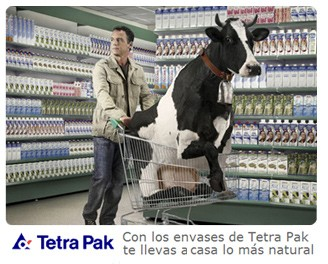 Tetra Pak
Con los envases de Tetra Pak
te llevas a casa lo más natural